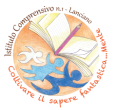 Istituto Comprensivo n.1 - Lanciano
Coltivare il sapere fantastica...Mente